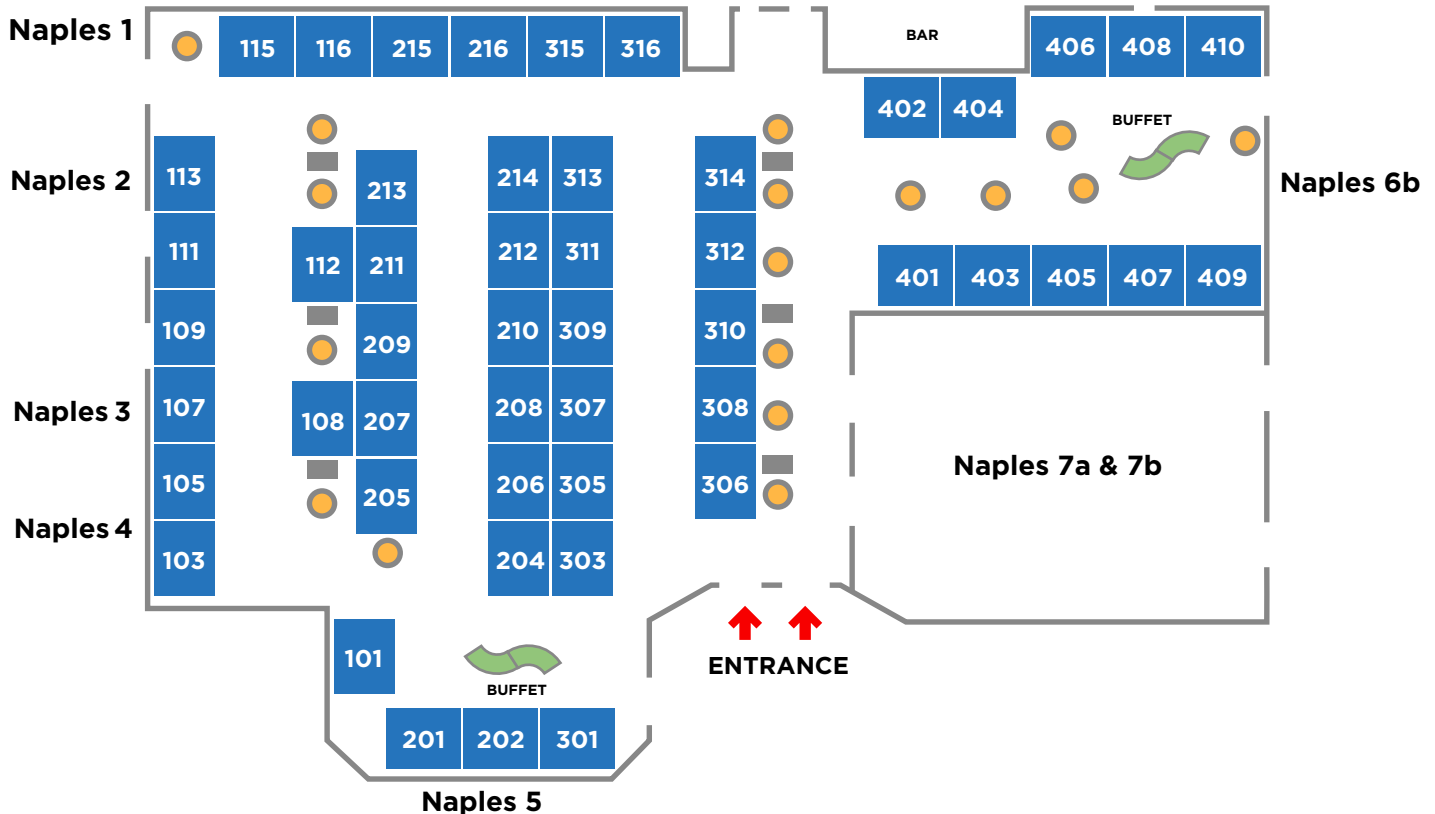 Naples 1
115 116 215 216 315 316
BAR
406 408 410
402 404
BUFFET
Naples 2
113 213 214 313 314
Naples 6b
111 112 211 212 311 312
401 403 405 407 409
109 209 210 309 310
Naples 3
107 108 207 208 307 308
Naples 7a & 7b
105 205 206 305 306
Naples 4
103 204 303
101
ENTRANCE
BUFFET
201 202 301
Naples 5